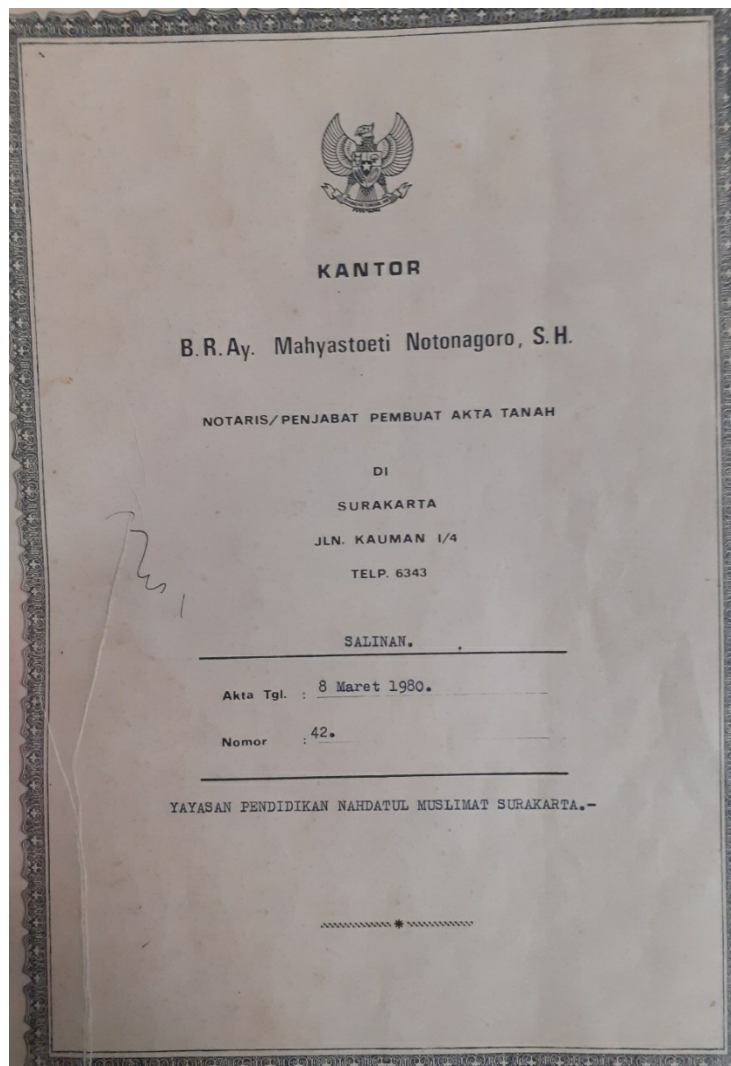 KANTOR
B.R.Ay. Mahyastoeti Notonagoro, S.H.
NOTARIS/PENJABAT PEMBUAT AKTA TANAH
DI
SURAKARTA
JLN. KAUMAN I/4
TELP. 6343
SALINAN.
Akta Tgl. : 8 Maret 1980.
Nomor : 42.
YAYASAN PENDIDIKAN NAHDATUL MUSLIMAT SURAKARTA.-